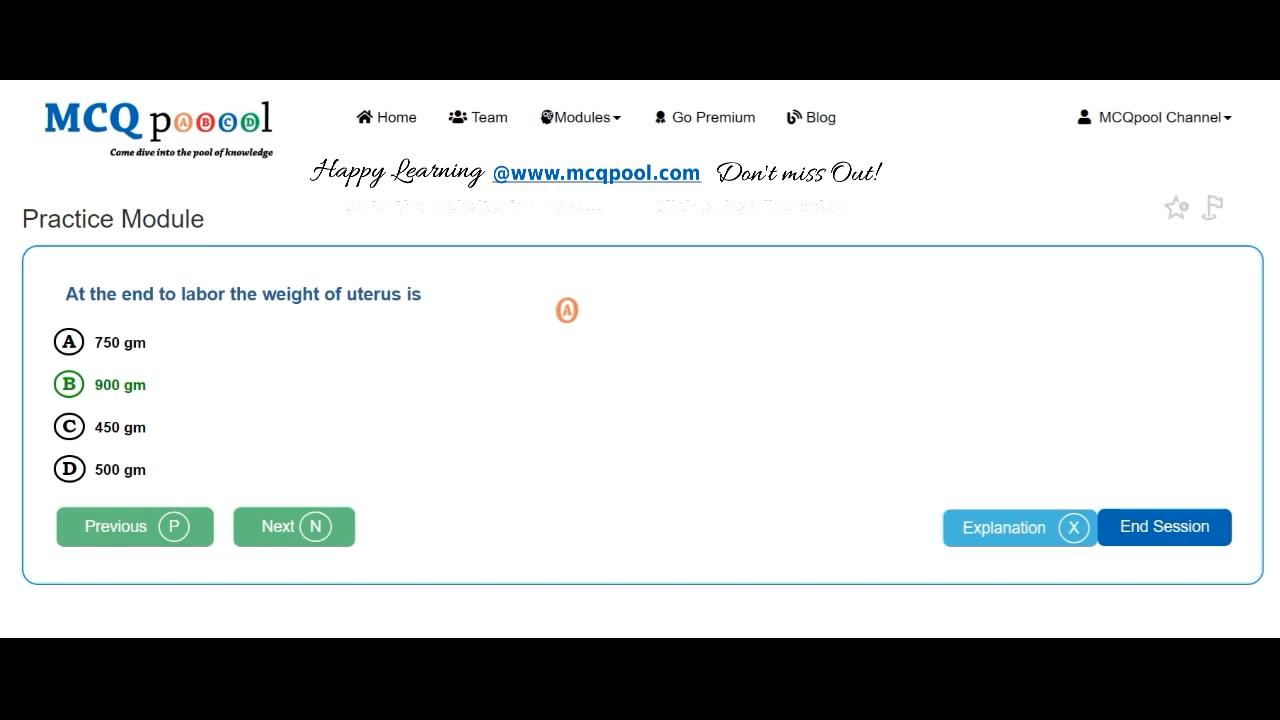 MCQ pABCDl
Come dive into the pool of knowledge
Home Team Modules Go Premium Blog MCQpool Channel
Happy Learning @www.mcqpool.com Don't miss Out!
Practice Module
At the end to labor the weight of uterus is
A
A 750 gm
B 900 gm
C 450 gm
D 500 gm
Previous P Next N Explanation X End Session